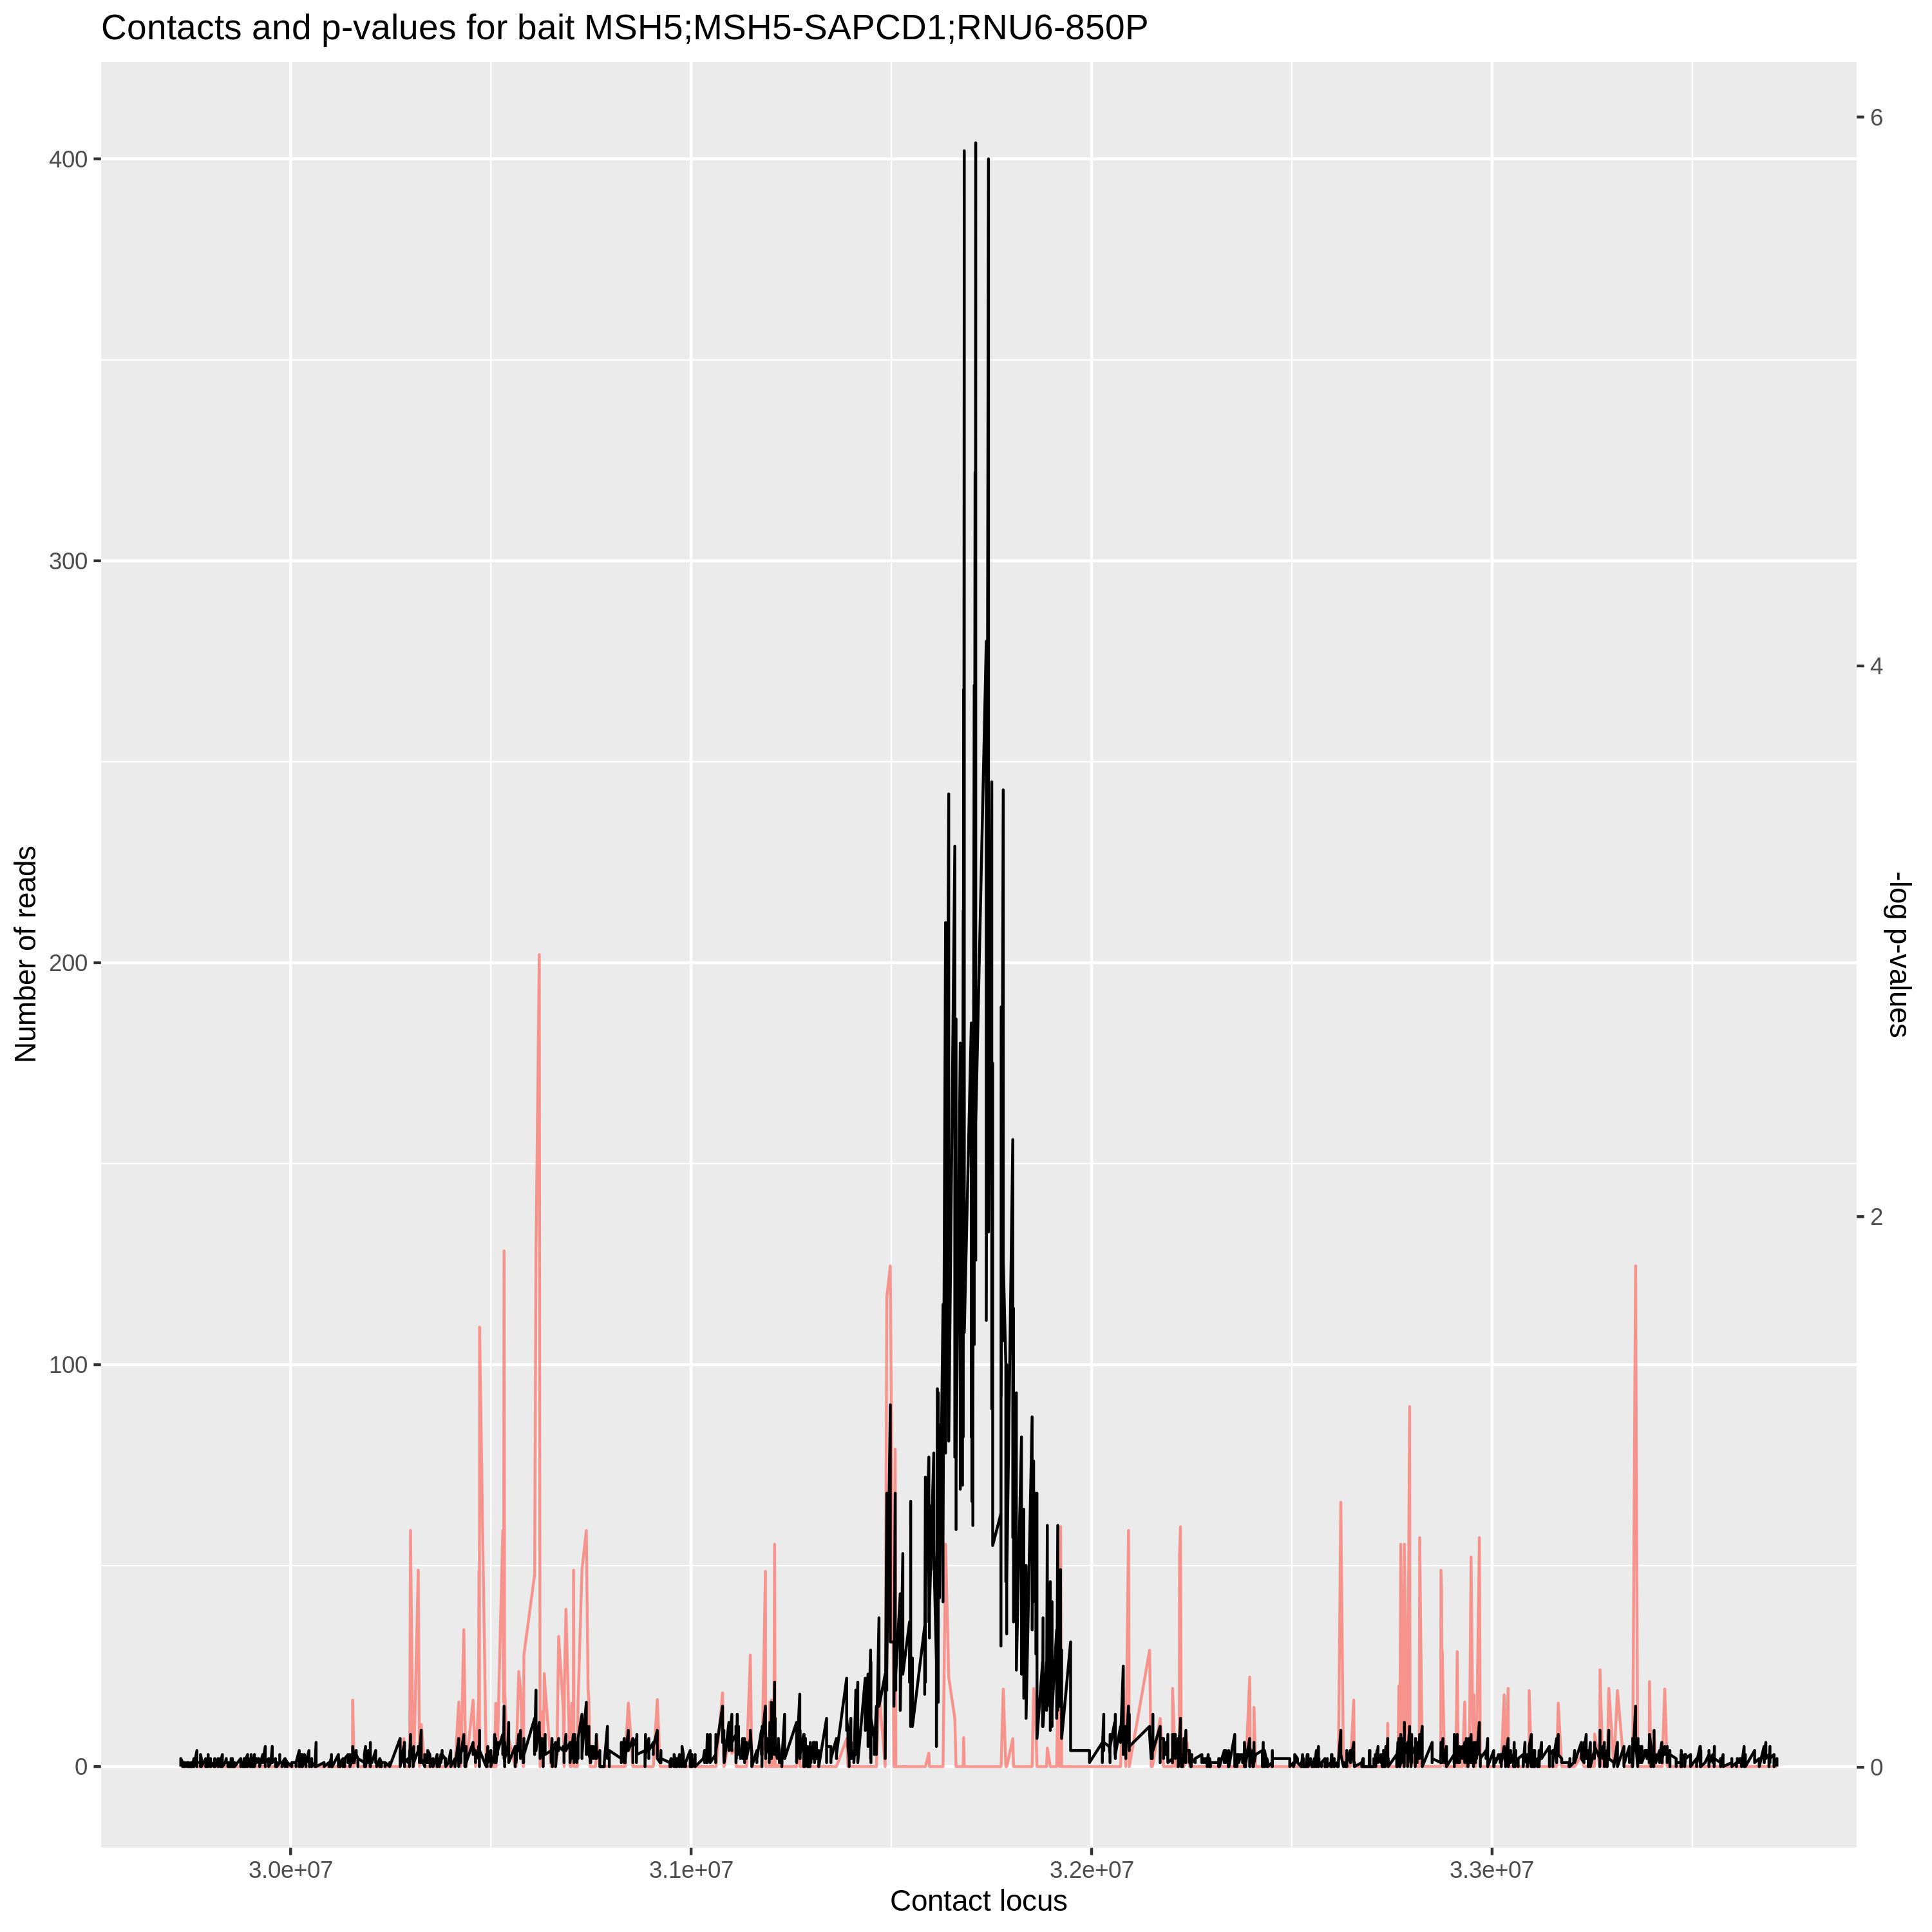 Contacts and p-values for bait MSH5;MSH5-SAPCD1;RNU6-850P
Number of reads
400
300
200
100
0
6
4
2
0
-log p-values
3.0e+07
3.1e+07
3.2e+07
3.3e+07
Contact locus